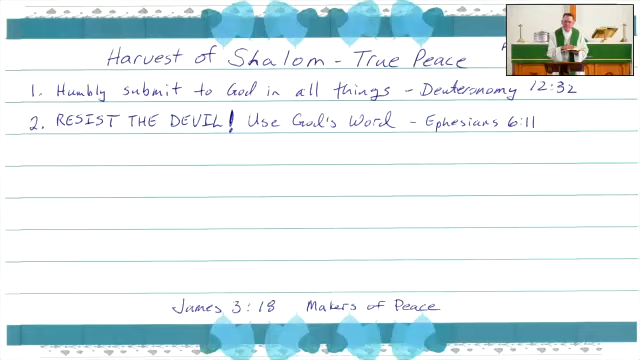 Harvest of Shalom - True Peace
1. Humbly submit to God in all things - Deuteronomy 12:32
2. RESIST THE DEVIL! Use God's Word - Ephesians 6:11
James 3:18 Makers of Peace